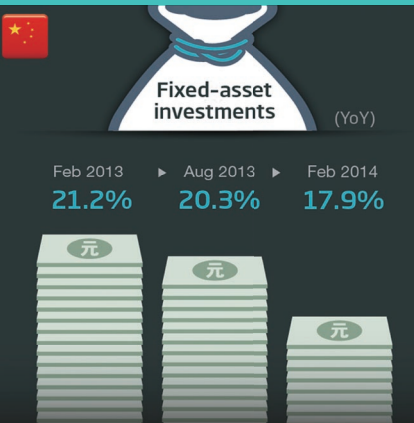 Fixed-asset
investments
(YoY)
Feb 2013 ▶ Aug 2013 ▶ Feb 2014
21.2% 20.3% 17.9%
元 元 元